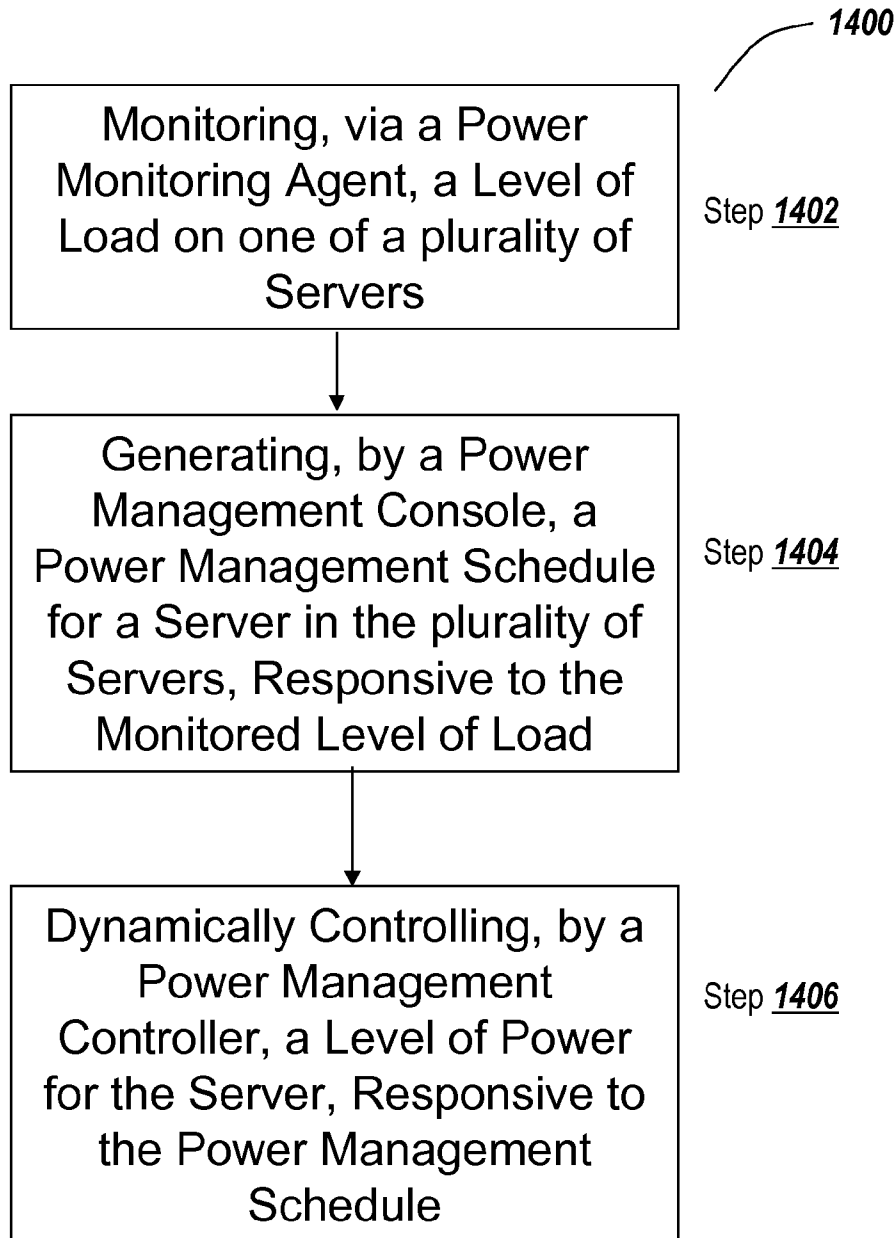 1400
Monitoring, via a Power
Monitoring Agent, a Level of
Load on one of a plurality of
Servers
Step 1402
Generating, by a Power
Management Console, a
Power Management Schedule
for a Server in the plurality of
Servers, Responsive to the
Monitored Level of Load
Step 1404
Dynamically Controlling, by a
Power Management
Controller, a Level of Power
for the Server, Responsive to
the Power Management
Schedule
Step 1406